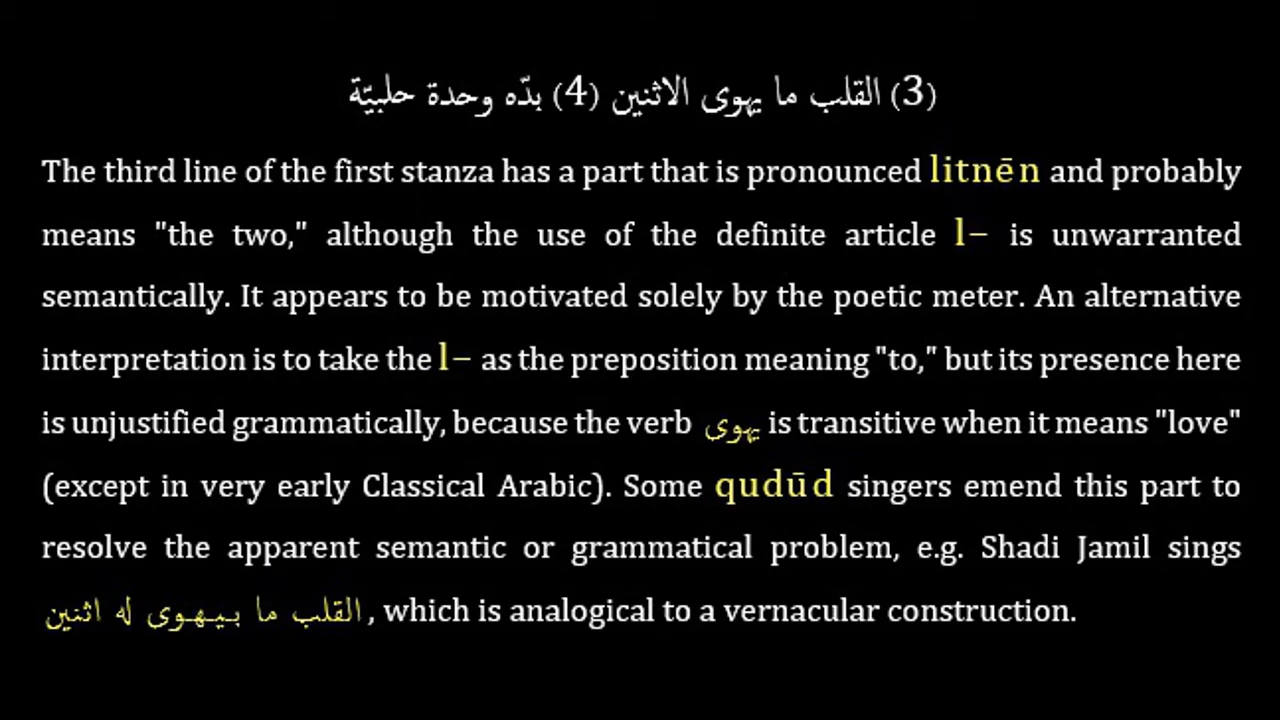 (3) القلب ما يهوى الاثنين (4) بدّه وحدة حلبيّة
The third line of the first stanza has a part that is pronounced litnēn and probably
means "the two," although the use of the definite article l– is unwarranted
semantically. It appears to be motivated solely by the poetic meter. An alternative
interpretation is to take the l– as the preposition meaning "to," but its presence here
is unjustified grammatically, because the verb يهوى is transitive when it means "love"
(except in very early Classical Arabic). Some qudūd singers emend this part to
resolve the apparent semantic or grammatical problem, e.g. Shadi Jamil sings
القلب ما بيـهـوى له اثنين, which is analogical to a vernacular construction.